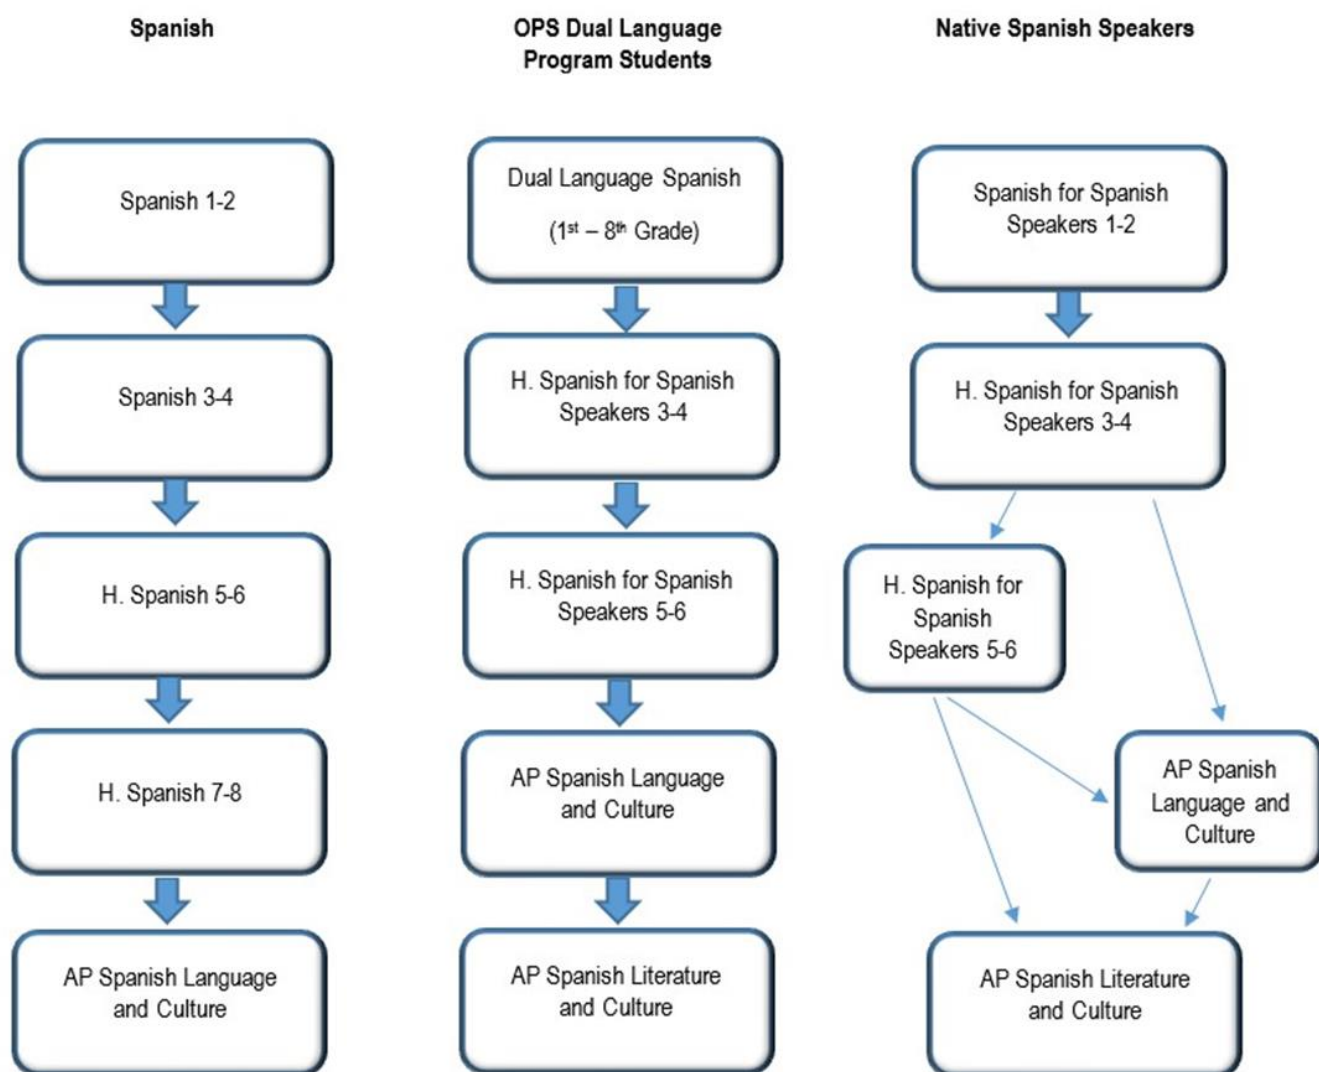 Spanish
Spanish 1-2
Spanish 3-4
H. Spanish 5-6
H. Spanish 7-8
AP Spanish Language
and Culture
OPS Dual Language
Program Students
Dual Language Spanish
(1st – 8th Grade)
H. Spanish for Spanish
Speakers 3-4
H. Spanish for Spanish
Speakers 5-6
AP Spanish Language
and Culture
AP Spanish Literature
and Culture
Native Spanish Speakers
Spanish for Spanish
Speakers 1-2
H. Spanish for Spanish
Speakers 3-4
H. Spanish for
Spanish
Speakers 5-6
AP Spanish
Language and
Culture
AP Spanish Literature
and Culture